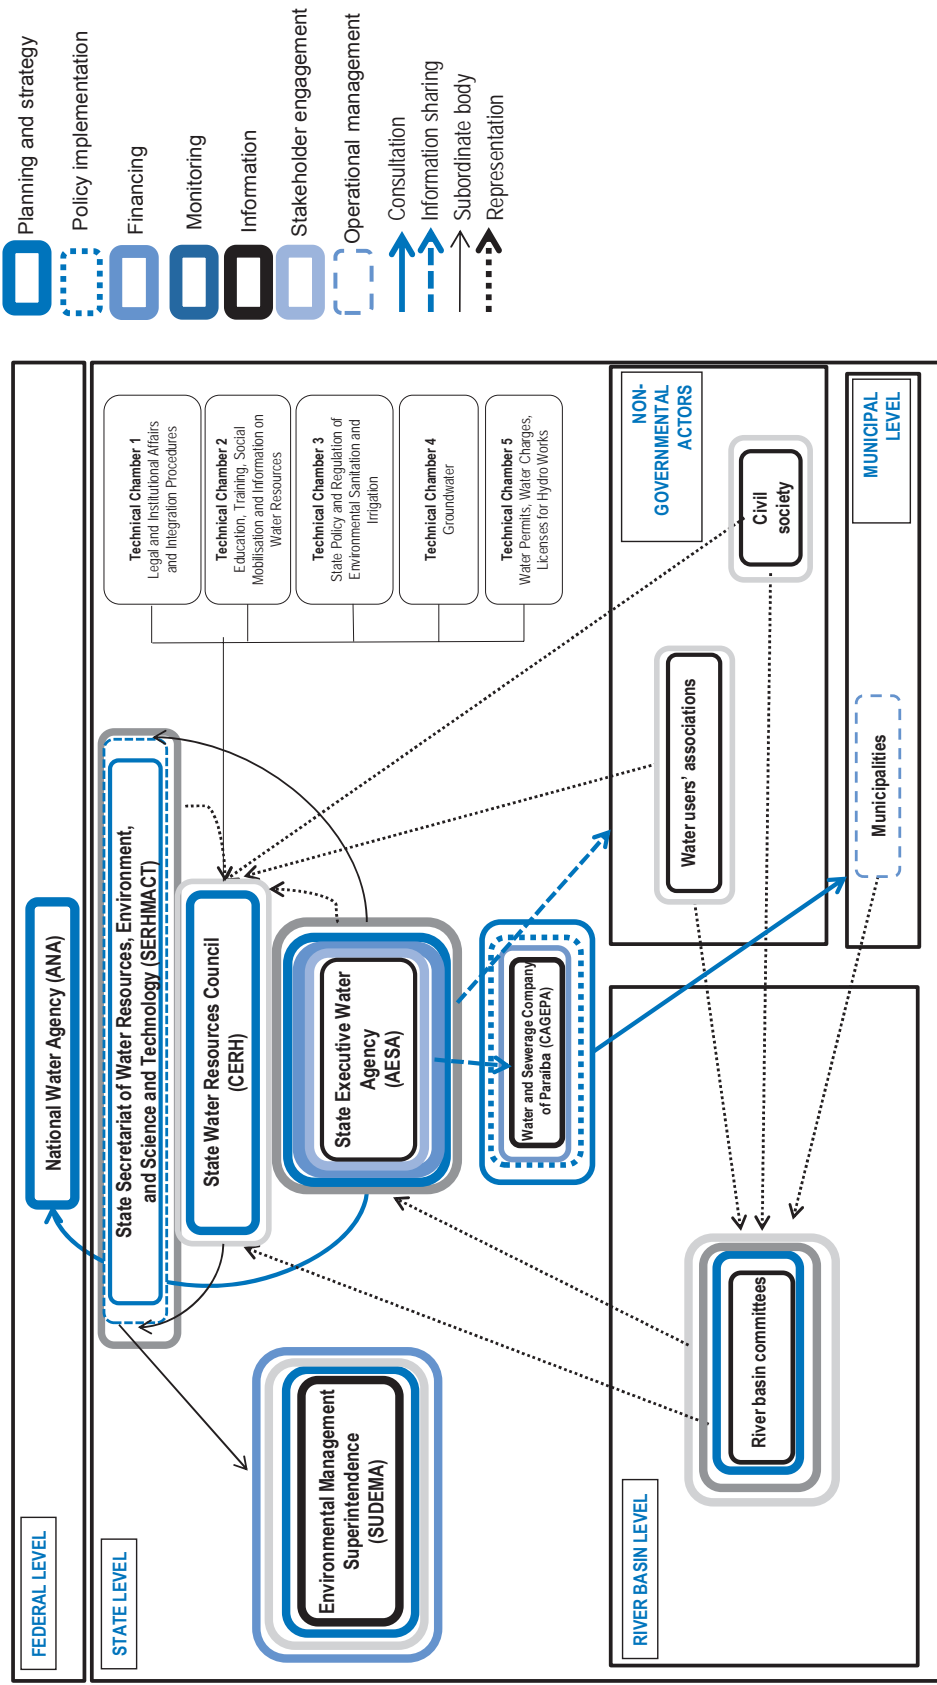 FEDERAL LEVEL
National Water Agency (ANA)
STATE LEVEL
State Secretariat of Water Resources, Environment,
and Science and Technology (SERHMACT)
State Water Resources Council
(CERH)
Environmental Management
Superintendence
(SUDEMA)
State Executive Water
Agency
(AESA)
Water and Sewerage Company
of Paraíba (CAGEPA)
Technical Chamber 1
Legal and Institutional Affairs
and Integration Procedures
Technical Chamber 2
Education, Training, Social
Mobilisation and Information on
Water Resources
Technical Chamber 3
State Policy and Regulation of
Environmental Sanitation and
Irrigation
Technical Chamber 4
Groundwater
Technical Chamber 5
Water Permits, Water Charges,
Licenses for Hydro Works
RIVER BASIN LEVEL
River basin committees
NON-
GOVERNMENTAL
ACTORS
Water users' associations
Civil
society
MUNICIPAL
LEVEL
Municipalities
Planning and strategy
Policy implementation
Financing
Monitoring
Information
Stakeholder engagement
Operational management
Consultation
Information sharing
Subordinate body
Representation